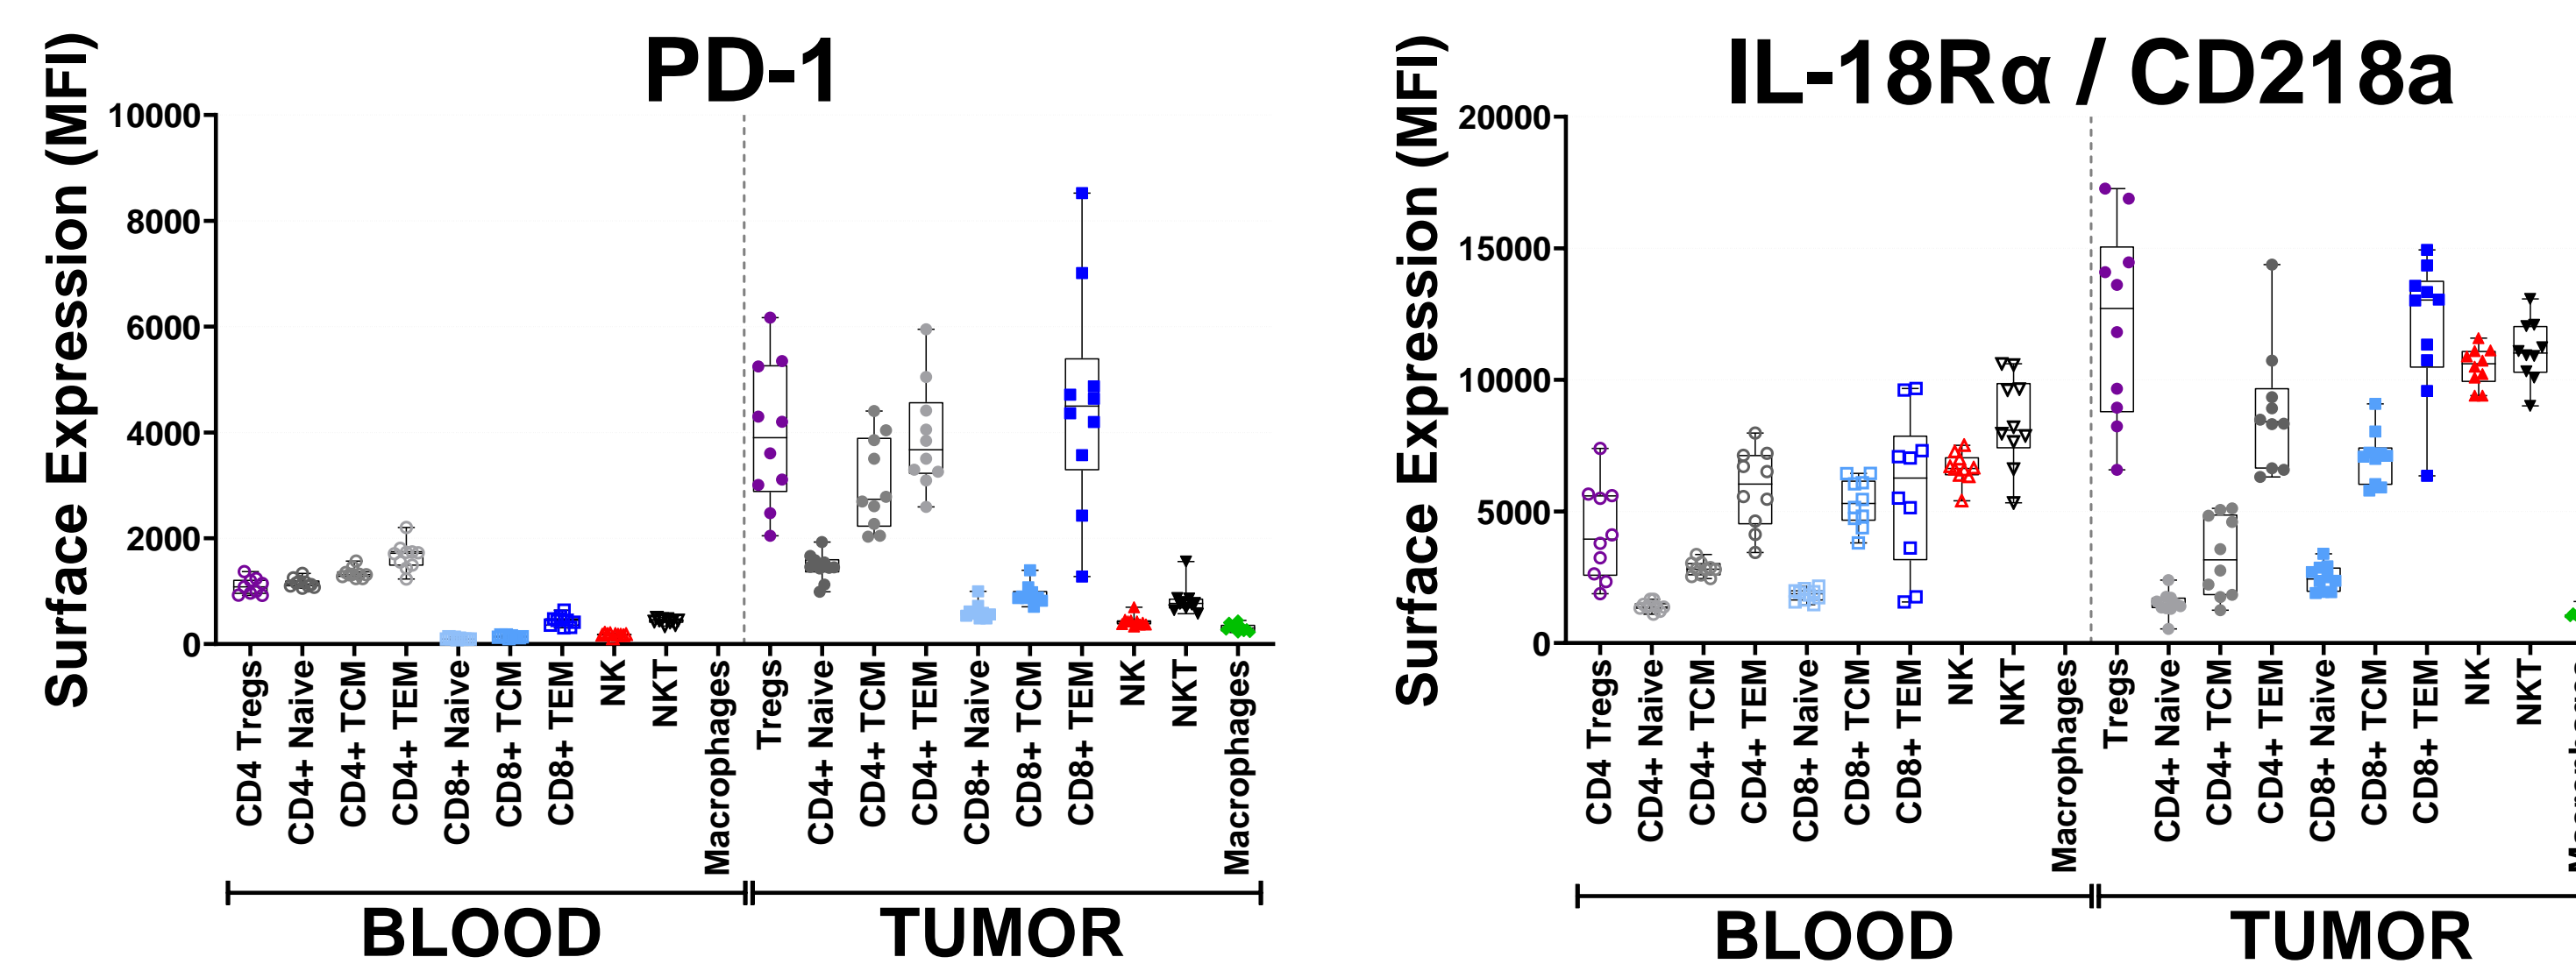 PD-1
Surface Expression (MFI)
10000
8000
6000
4000
2000
0
CD4 Tregs
CD4+ Naive
CD4+ TCM
CD4+ TEM
CD8+ Naive
CD8+ TCM
CD8+ TEM
NK
NKT
Macrophages
Tregs
CD4+ Naive
CD4+ TCM
CD4+ TEM
CD8+ Naive
CD8+ TCM
CD8+ TEM
NK
NKT
Macrophages
BLOOD
TUMOR
IL-18Rα / CD218a
Surface Expression (MFI)
20000
15000
10000
5000
0
CD4 Tregs
CD4+ Naive
CD4+ TCM
CD4+ TEM
CD8+ Naive
CD8+ TCM
CD8+ TEM
NK
NKT
Macrophages
Tregs
CD4+ Naive
CD4+ TCM
CD4+ TEM
CD8+ Naive
CD8+ TCM
CD8+ TEM
NK
NKT
BLOOD
TUMOR